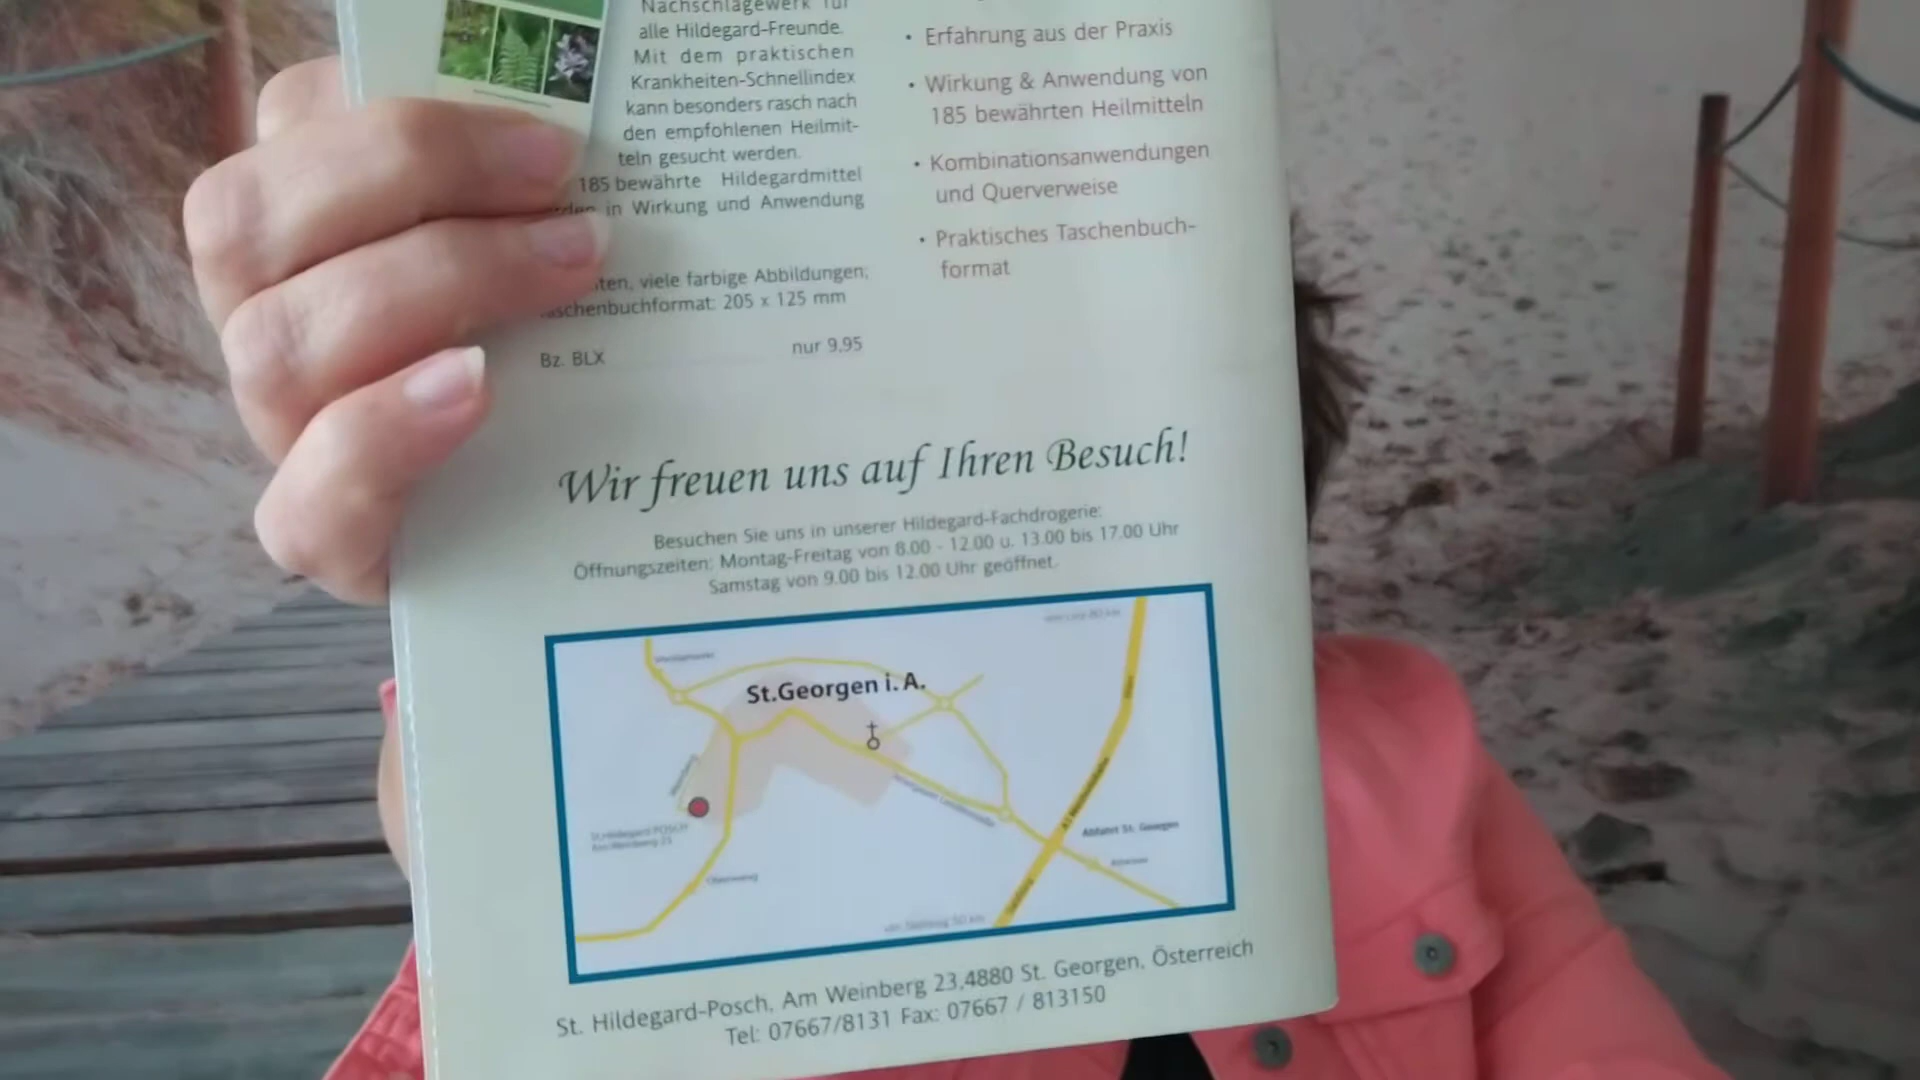 Nachschlagewerk für
alle Hildegard-Freunde.
Mit dem praktischen
Krankheiten-Schnellindex
kann besonders rasch nach
den empfohlenen Heilmit-
teln gesucht werden.
185 bewährte Hildegardmittel
in Wirkung und Anwendung
viele farbige Abbildungen,
205 x 125 mm
Bz. BLX nur 9,95
• Erfahrung aus der Praxis
• Wirkung & Anwendung von
185 bewährten Heilmitteln
• Kombinationsanwendungen
und Querverweise
• Praktisches Taschenbuch-
format
Wir freuen uns auf Ihren Besuch!
Besuchen Sie uns in unserer Hildegard-Fachdrogerie:
Öffnungszeiten: Montag-Freitag von 8.00 - 12.00 u. 13.00 bis 17.00 Uhr
Samstag von 9.00 bis 12.00 Uhr geöffnet.
St.Georgen i. A.
Abfahrt St. Georgen
St. Hildegard-Posch, Am Weinberg 23,4880 St. Georgen, Österreich
Tel: 07667/8131 Fax: 07667 / 813150